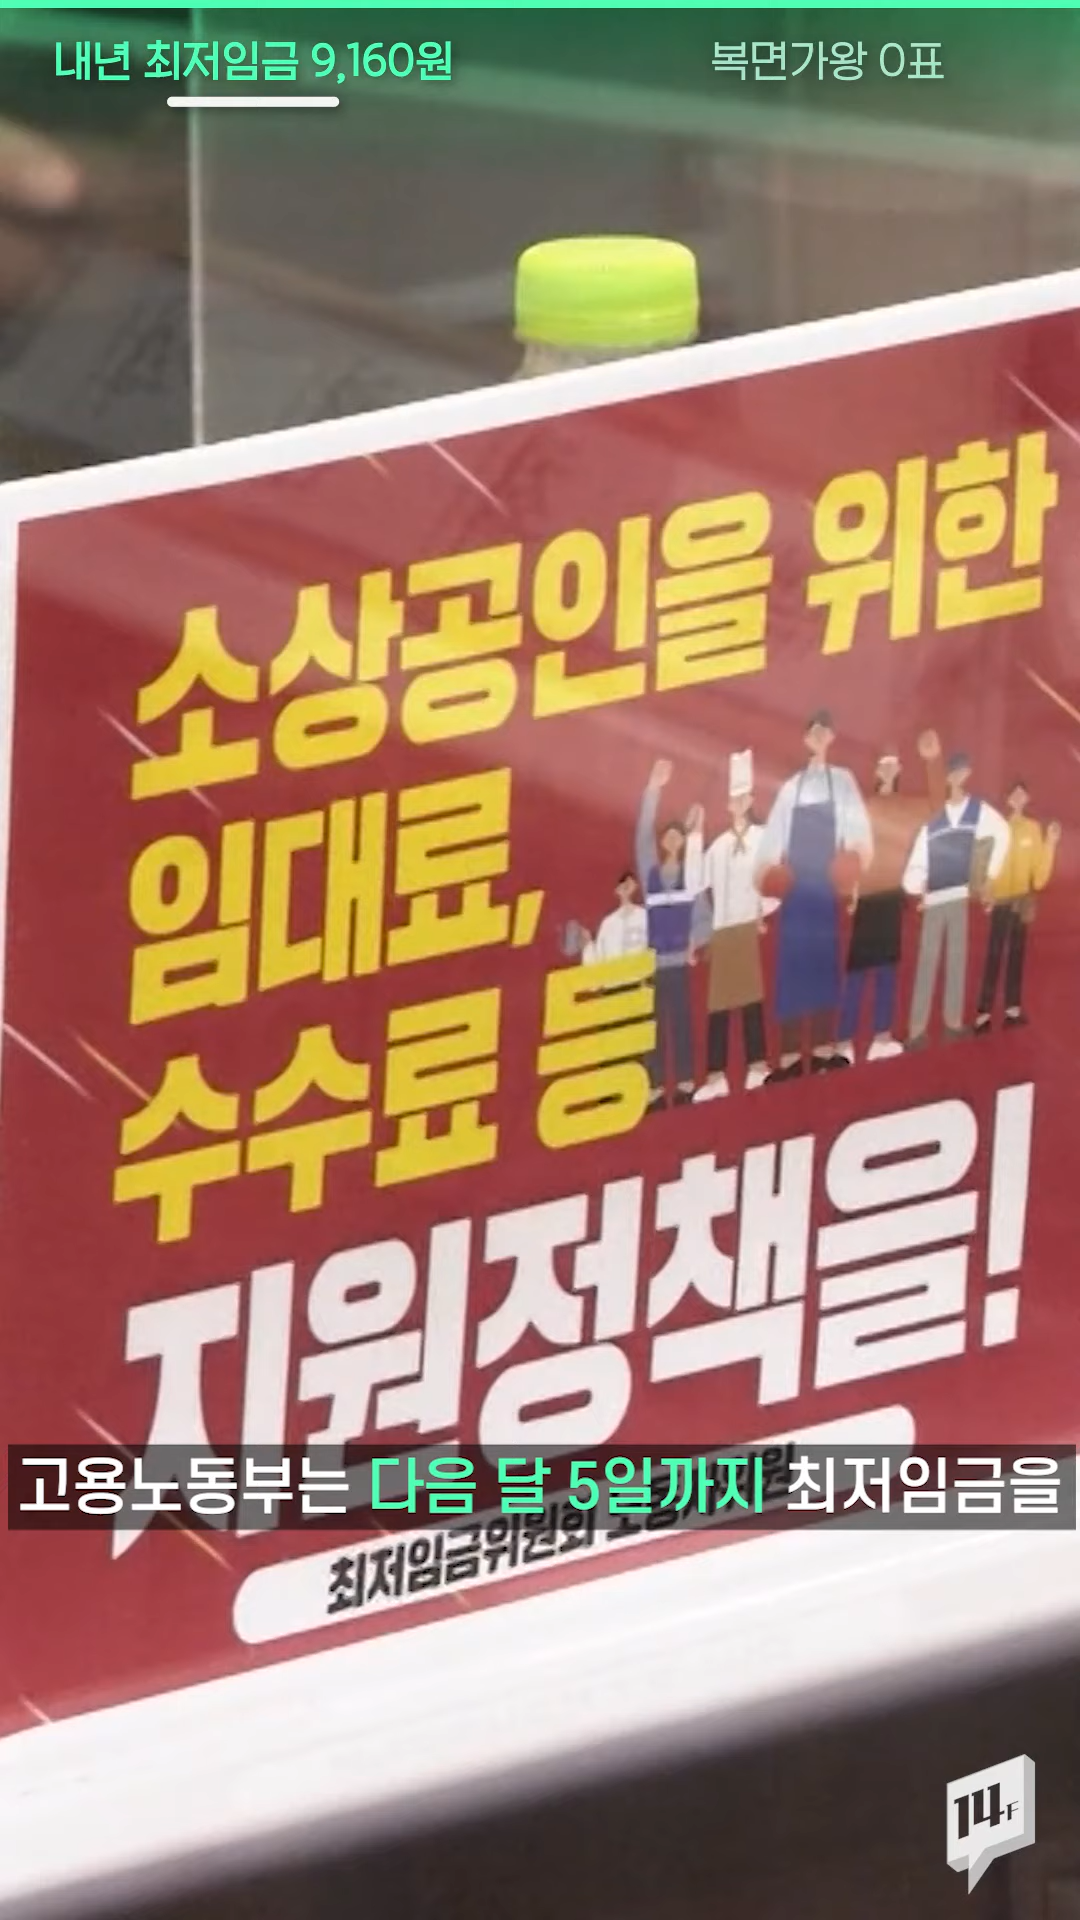 내년 최저임금 9,160원
복면가왕 0표
소상공인을 위한
임대료,
수수료 등
지원정책을!
고용노동부는 다음 달 5일까지 최저임금을
최저임금위원회
14F